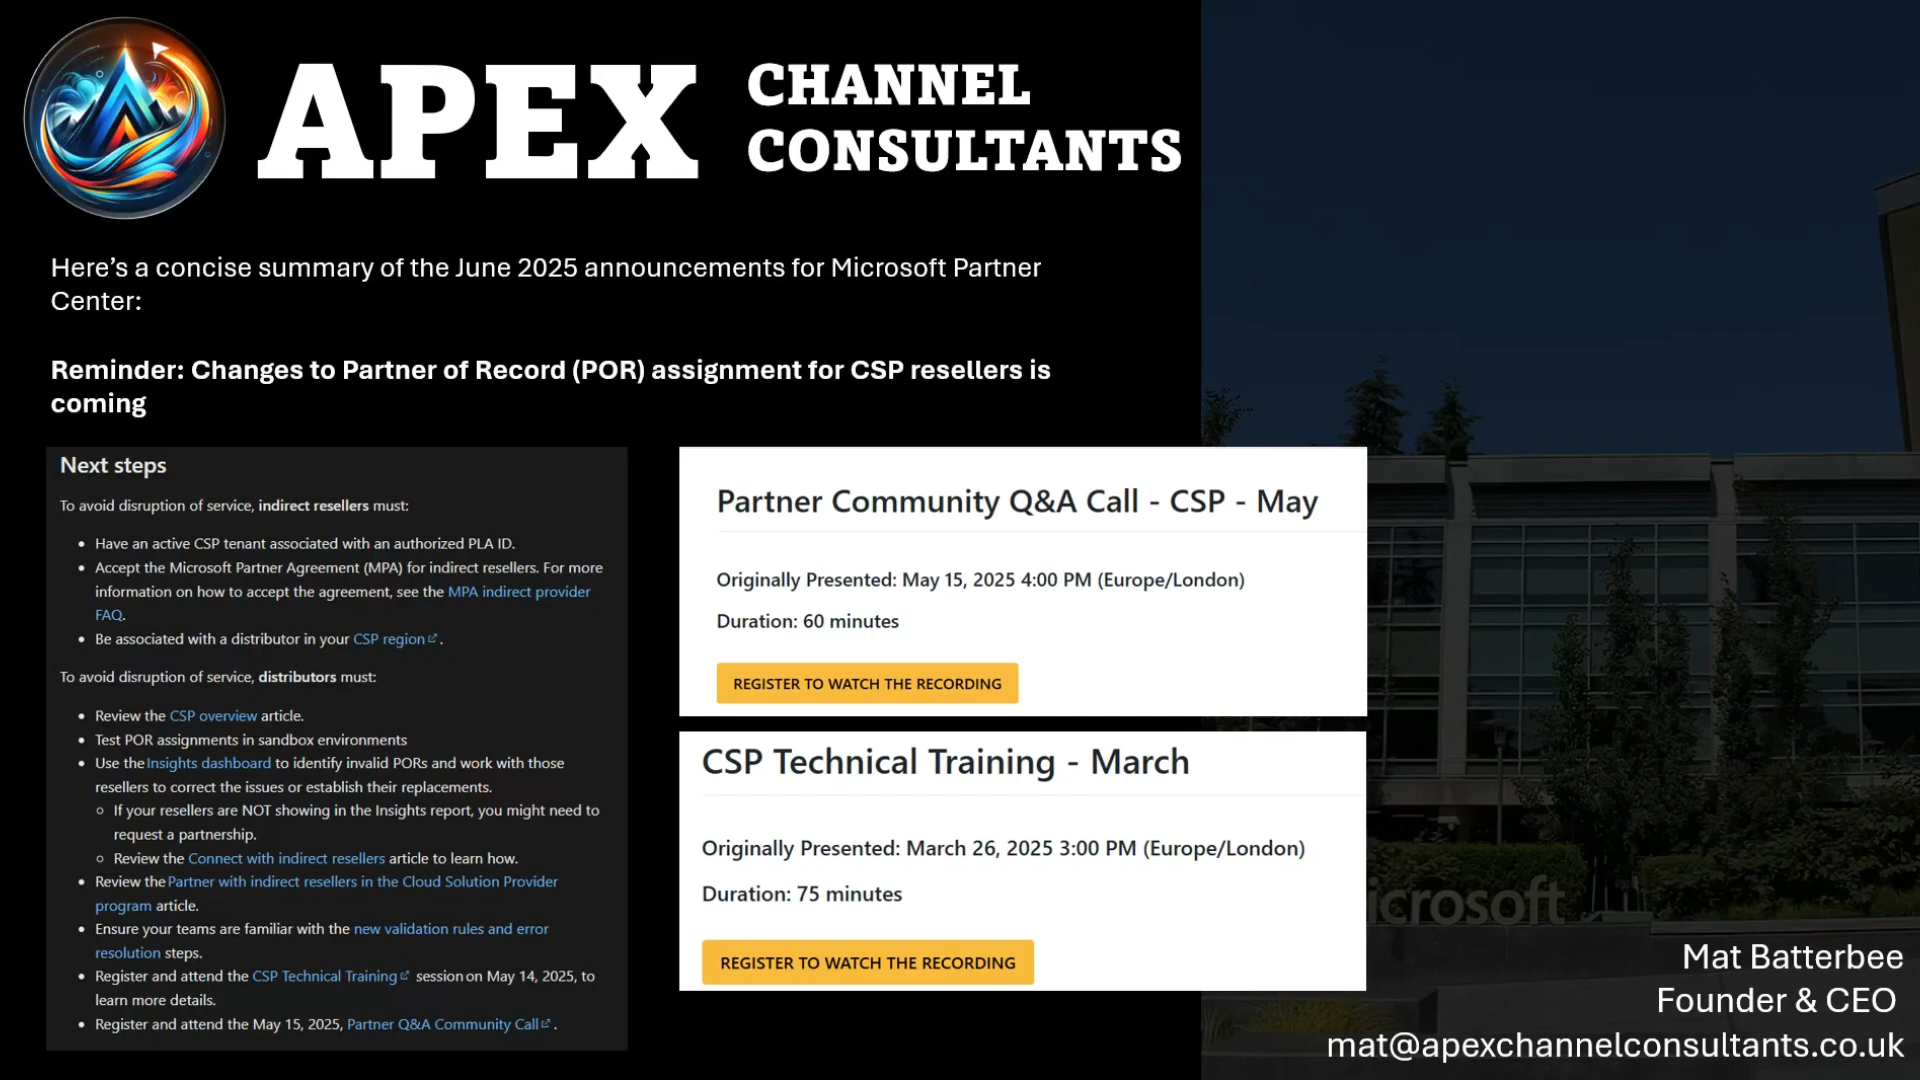 APEX
CHANNEL
CONSULTANTS
Here’s a concise summary of the June 2025 announcements for Microsoft Partner
Center:
Reminder: Changes to Partner of Record (POR) assignment for CSP resellers is
coming
Next steps
To avoid disruption of service, indirect resellers must:
• Have an active CSP tenant associated with an authorized PLA ID.
• Accept the Microsoft Partner Agreement (MPA) for indirect resellers. For more
information on how to accept the agreement, see the MPA indirect provider
FAQ.
• Be associated with a distributor in your CSP region .
To avoid disruption of service, distributors must:
• Review the CSP overview article.
• Test POR assignments in sandbox environments
• Use the Insights dashboard to identify invalid PORs and work with those
resellers to correct the issues or establish their replacements.
○ If your resellers are NOT showing in the Insights report, you might need to
request a partnership.
○ Review the Connect with indirect resellers article to learn how.
• Review the Partner with indirect resellers in the Cloud Solution Provider
program article.
• Ensure your teams are familiar with the new validation rules and error
resolution steps.
• Register and attend the CSP Technical Training session on May 14, 2025, to
learn more details.
• Register and attend the May 15, 2025, Partner Q&A Community Call .
Partner Community Q&A Call - CSP - May
Originally Presented: May 15, 2025 4:00 PM (Europe/London)
Duration: 60 minutes
REGISTER TO WATCH THE RECORDING
CSP Technical Training - March
Originally Presented: March 26, 2025 3:00 PM (Europe/London)
Duration: 75 minutes
REGISTER TO WATCH THE RECORDING
icrosoft
Mat Batterbee
Founder & CEO
mat@apexchannelconsultants.co.uk